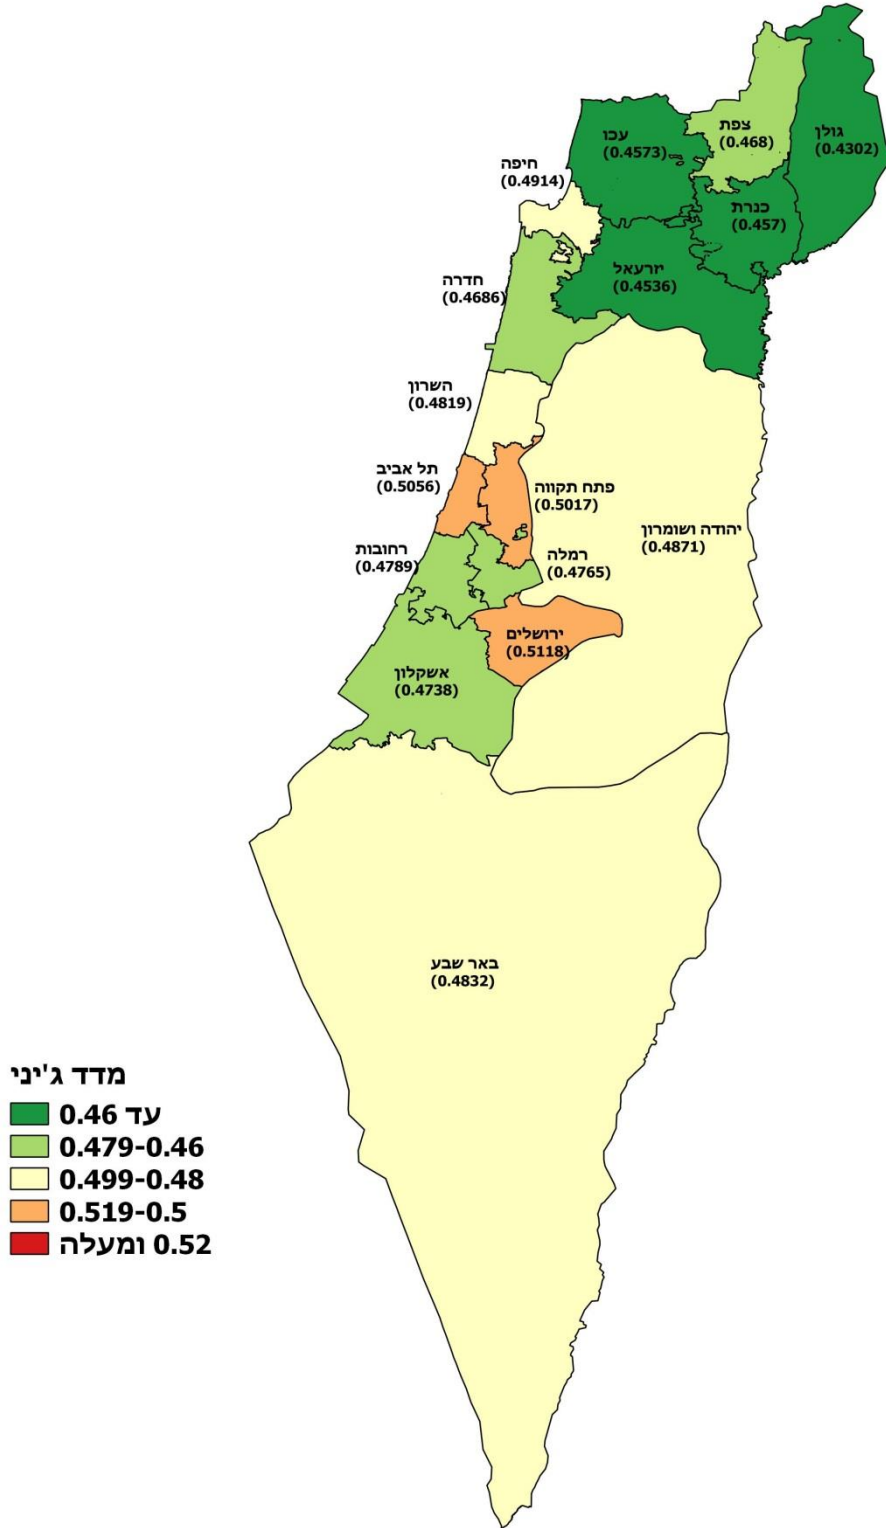 גולן
(0.4302)
צפת
(0.468)
עכו
(0.4573)
חיפה
(0.4914)
כנרת
(0.457)
יזרעאל
(0.4536)
חדרה
(0.4686)
השרון
(0.4819)
תל אביב
(0.5056)
פתח תקווה
(0.5017)
יהודה ושומרון
(0.4871)
רחובות
(0.4789)
רמלה
(0.4765)
ירושלים
(0.5118)
אשקלון
(0.4738)
באר שבע
(0.4832)
מדד ג'יני
עד 0.46
0.479-0.46
0.499-0.48
0.519-0.5
0.52 ומעלה